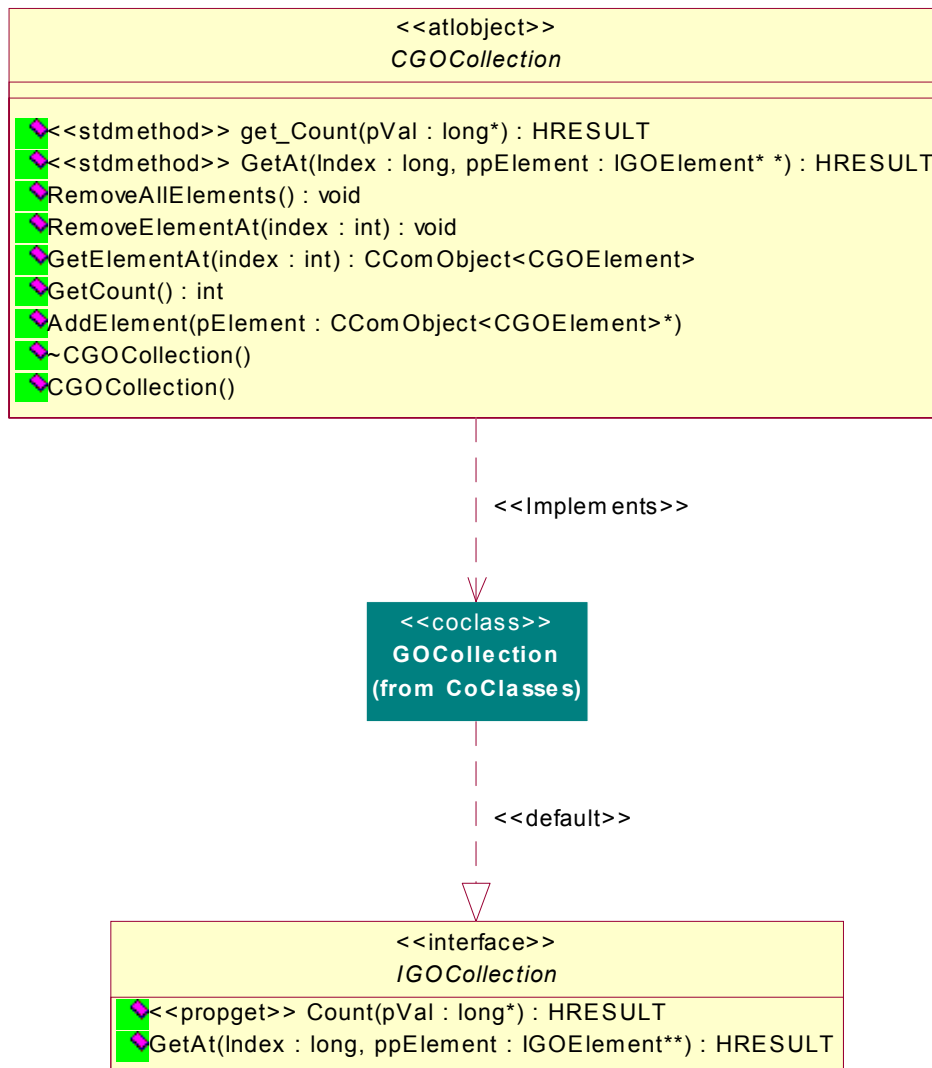 <<atlobject>>
CGOCollection
<<stdmethod>> get_Count(pVal : long*) : HRESULT
<<stdmethod>> GetAt(Index : long, ppElement : IGOElement* *) : HRESULT
RemoveAllElements() : void
RemoveElementAt(index : int) : void
GetElementAt(index : int) : CComObject<CGOElement>
GetCount() : int
AddElement(pElement : CComObject<CGOElement>*)
~CGOCollection()
CGOCollection()
<<Implements>>
<<coclass>>
GOCollection
(from CoClasses)
<<default>>
<<interface>>
IGOCollection
<<propget>> Count(pVal : long*) : HRESULT
GetAt(Index : long, ppElement : IGOElement**) : HRESULT